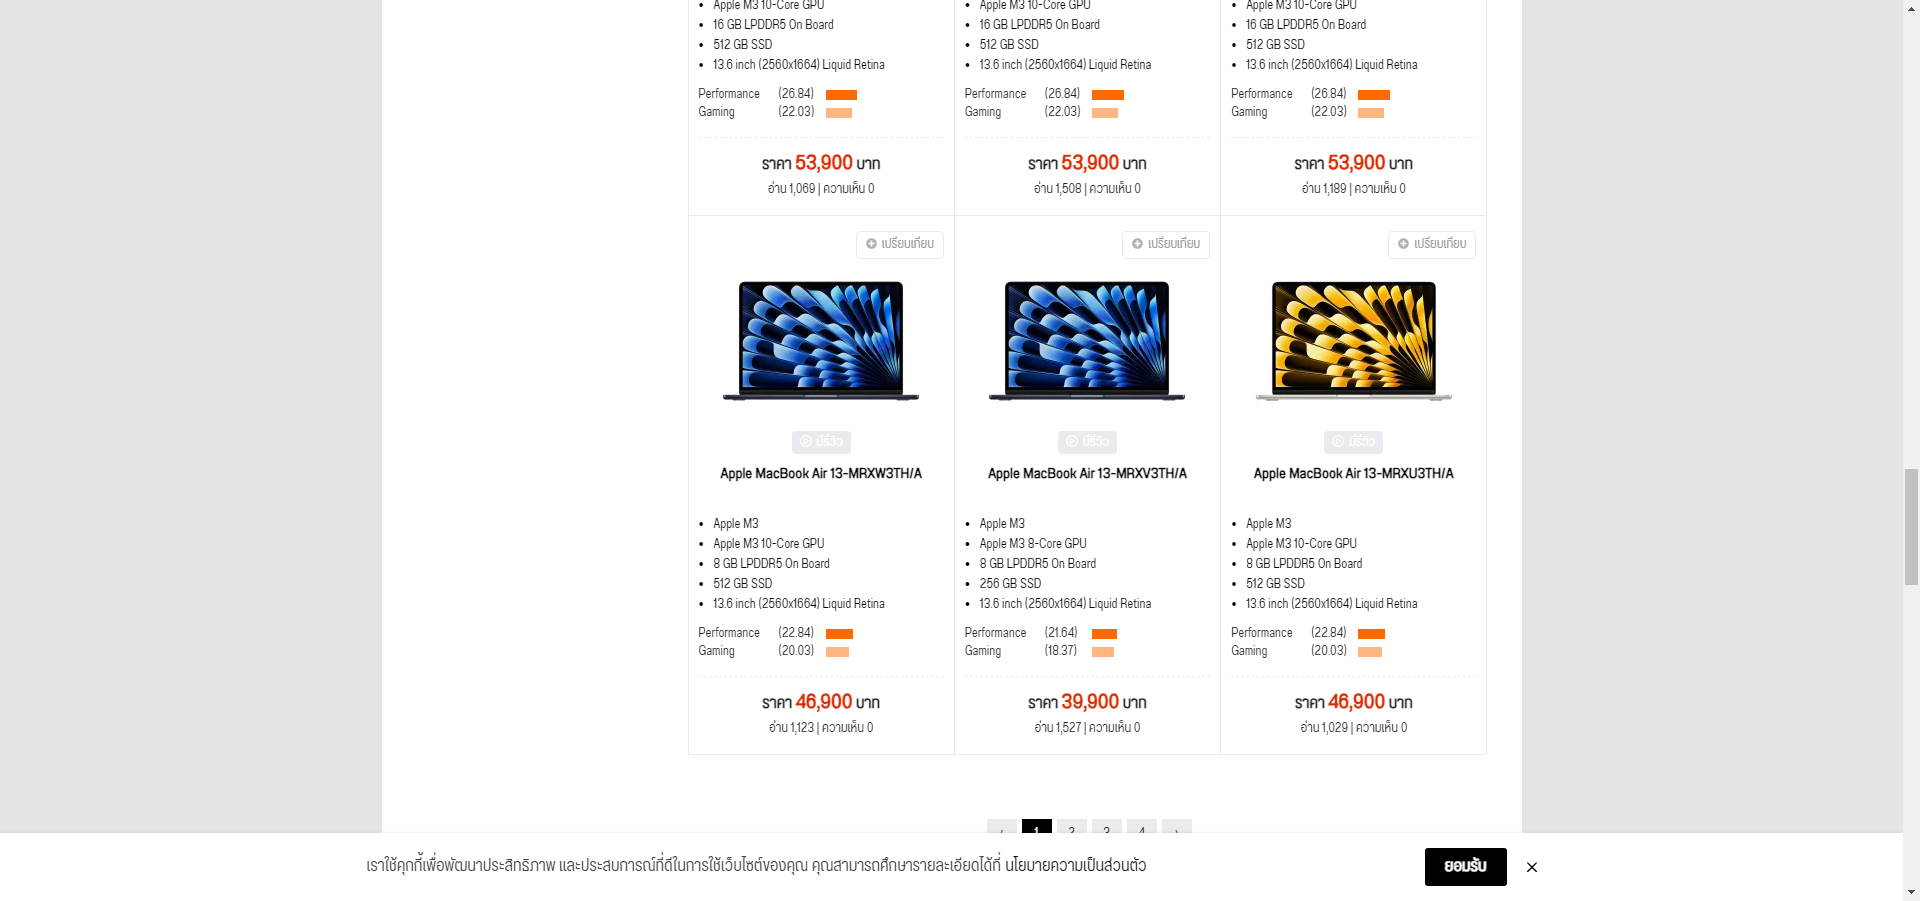 Apple M3 10-Core GPU
16 GB LPDDR5 On Board
512 GB SSD
13.6 inch (2560x1664) Liquid Retina
Performance (26.84)
Gaming (22.03)
ราคา 53,900 บาท
อ่าน 1,069 | ความเห็น 0
Apple M3 10-Core GPU
16 GB LPDDR5 On Board
512 GB SSD
13.6 inch (2560x1664) Liquid Retina
Performance (26.84)
Gaming (22.03)
ราคา 53,900 บาท
อ่าน 1,508 | ความเห็น 0
Apple M3 10-Core GPU
16 GB LPDDR5 On Board
512 GB SSD
13.6 inch (2560x1664) Liquid Retina
Performance (26.84)
Gaming (22.03)
ราคา 53,900 บาท
อ่าน 1,189 | ความเห็น 0
เปรียบเทียบ
มีรีวิว
Apple MacBook Air 13-MRXW3TH/A
Apple M3
Apple M3 10-Core GPU
8 GB LPDDR5 On Board
512 GB SSD
13.6 inch (2560x1664) Liquid Retina
Performance (22.84)
Gaming (20.03)
ราคา 46,900 บาท
อ่าน 1,123 | ความเห็น 0
เปรียบเทียบ
มีรีวิว
Apple MacBook Air 13-MRXV3TH/A
Apple M3
Apple M3 8-Core GPU
8 GB LPDDR5 On Board
256 GB SSD
13.6 inch (2560x1664) Liquid Retina
Performance (21.64)
Gaming (18.37)
ราคา 39,900 บาท
อ่าน 1,527 | ความเห็น 0
เปรียบเทียบ
มีรีวิว
Apple MacBook Air 13-MRXU3TH/A
Apple M3
Apple M3 10-Core GPU
8 GB LPDDR5 On Board
512 GB SSD
13.6 inch (2560x1664) Liquid Retina
Performance (22.84)
Gaming (20.03)
ราคา 46,900 บาท
อ่าน 1,029 | ความเห็น 0
‹ 1 2 3 4 ›
เราใช้คุกกี้เพื่อพัฒนาประสิทธิภาพ และประสบการณ์ที่ดีในการใช้เว็บไซต์ของคุณ คุณสามารถศึกษารายละเอียดได้ที่ นโยบายความเป็นส่วนตัว
ยอมรับ